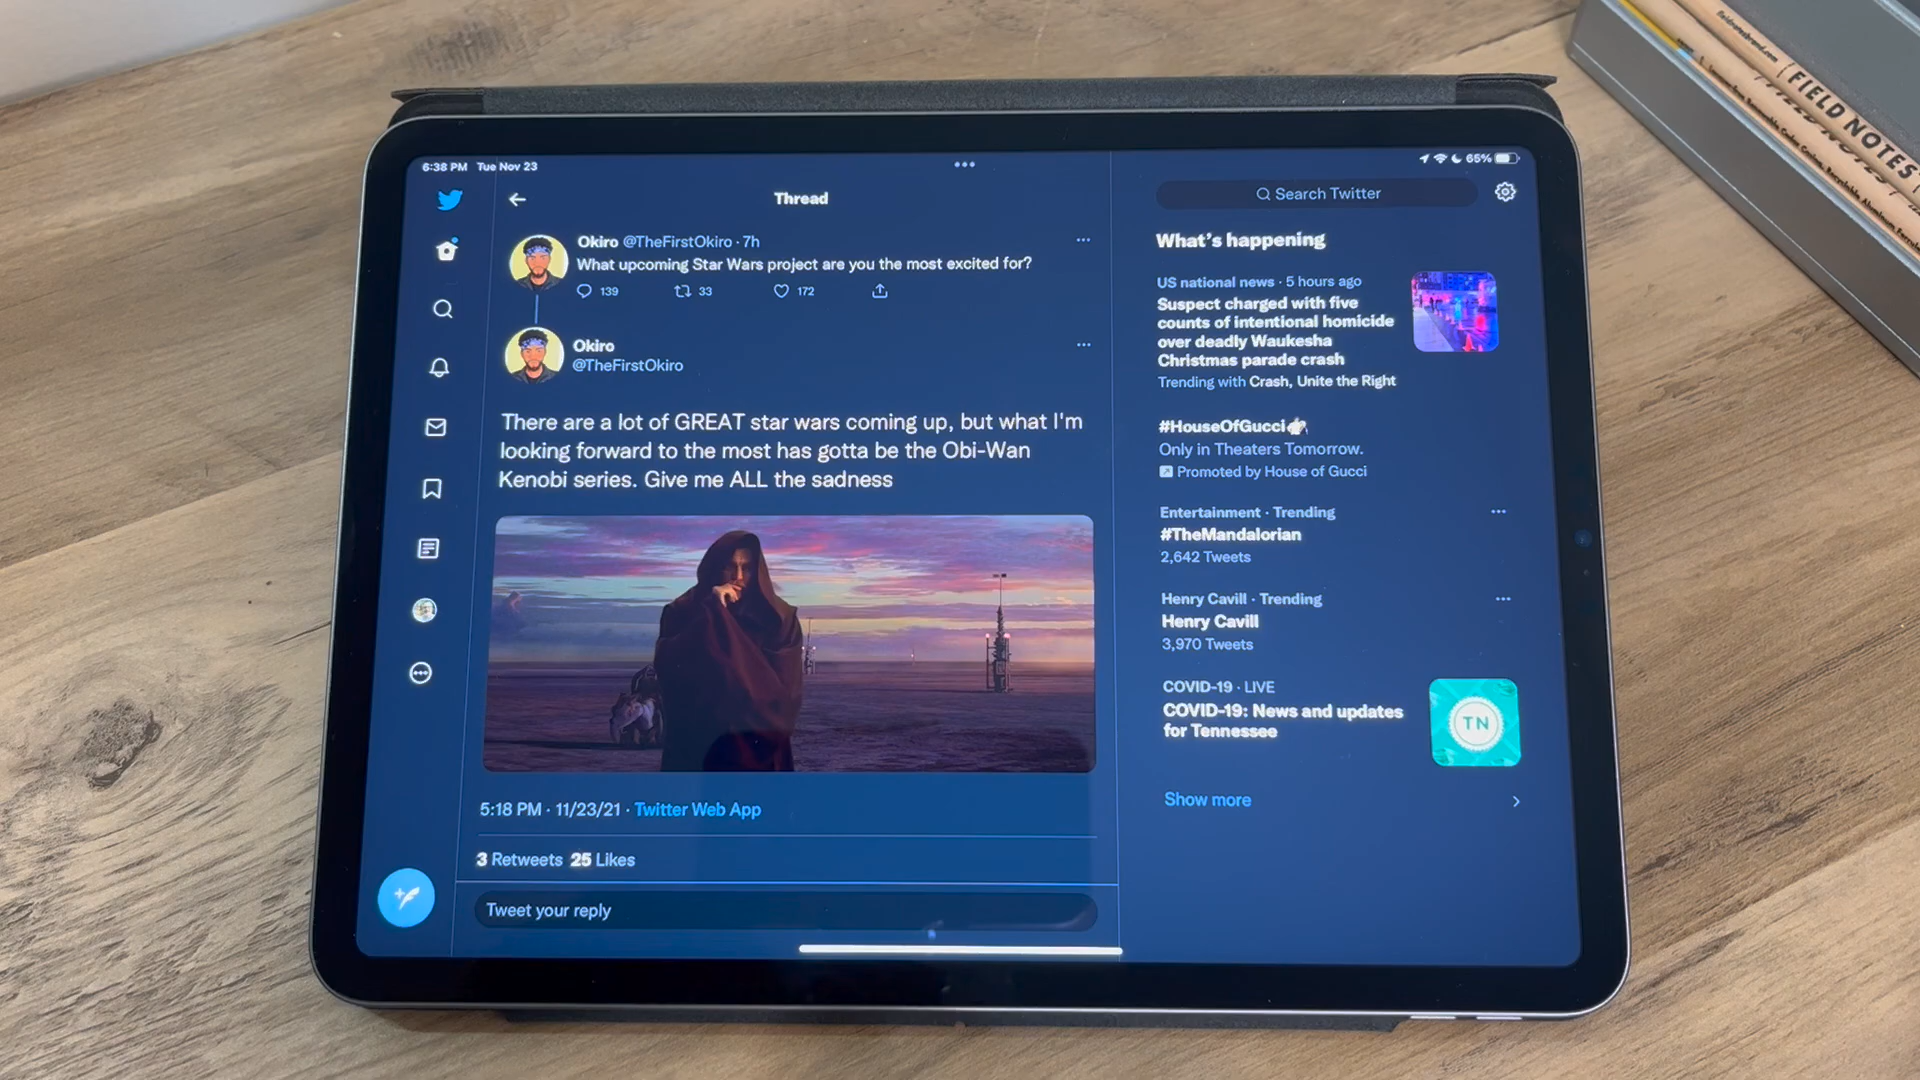 6:38 PM Tue Nov 23
65%
Thread
Okiro @TheFirstOkiro · 7h
What upcoming Star Wars project are you the most excited for?
139 33 172
Okiro
@TheFirstOkiro
There are a lot of GREAT star wars coming up, but what I'm
looking forward to the most has gotta be the Obi-Wan
Kenobi series. Give me ALL the sadness
5:18 PM · 11/23/21 · Twitter Web App
3 Retweets 25 Likes
Tweet your reply
Search Twitter
What's happening
US national news · 5 hours ago
Suspect charged with five
counts of intentional homicide
over deadly Waukesha
Christmas parade crash
Trending with Crash, Unite the Right
#HouseOfGucci
Only in Theaters Tomorrow.
Promoted by House of Gucci
Entertainment · Trending
#TheMandalorian
2,642 Tweets
Henry Cavill · Trending
Henry Cavill
3,970 Tweets
COVID-19 · LIVE
COVID-19: News and updates
for Tennessee
TN
Show more
FIELD NOTES